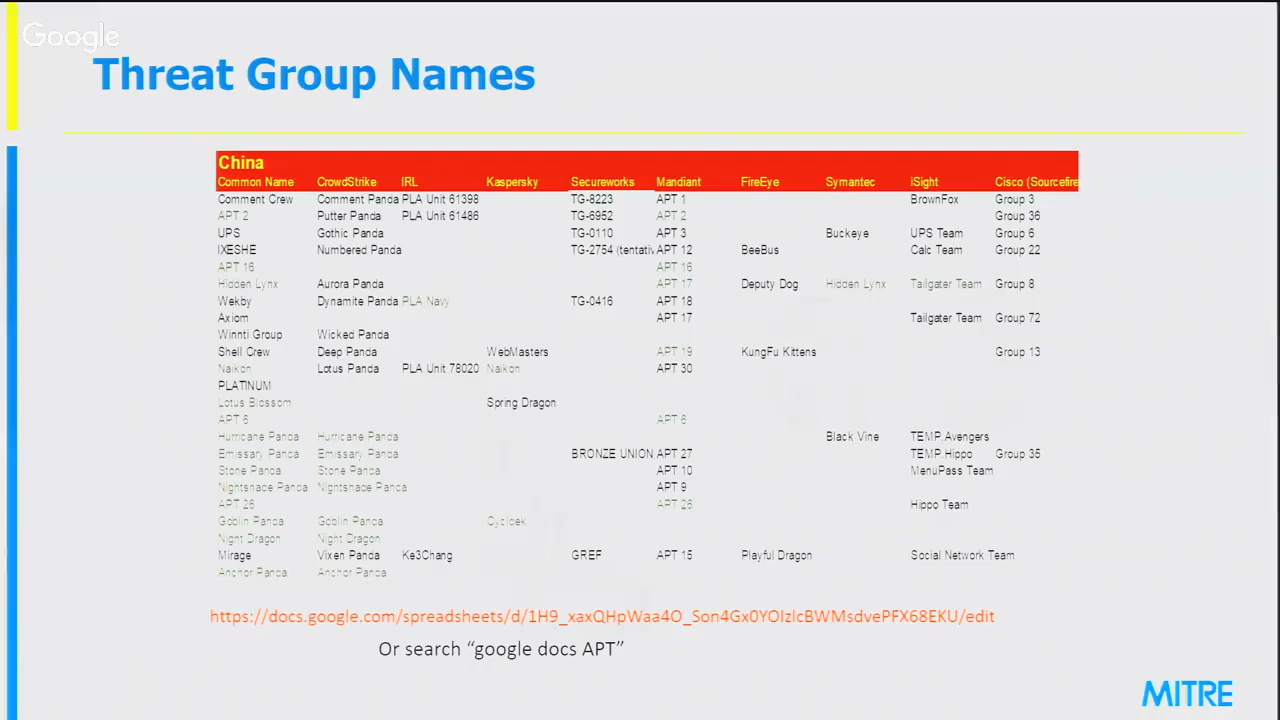 Google
Threat Group Names
China
Common Name CrowdStrike IRL Kaspersky Secureworks Mandiant FireEye Symantec iSight Cisco (Sourcefire
Comment Crew Comment Panda PLA Unit 61398 TG-8223 APT 1 BrownFox Group 3
APT 2 Putter Panda PLA Unit 61486 TG-6952 APT 2 Group 36
UPS Gothic Panda TG-0110 APT 3 Buckeye UPS Team Group 6
IXESHE Numbered Panda TG-2754 (tentativ APT 12 BeeBus Calc Team Group 22
APT 16 APT 16
Hidden Lynx Aurora Panda APT 17 Deputy Dog Hidden Lynx Tailgater Team Group 8
Wekby Dynamite Panda PLA Navy TG-0416 APT 18
Axiom APT 17 Tailgater Team Group 72
Winnti Group Wicked Panda
Shell Crew Deep Panda WebMasters APT 19 KungFu Kittens Group 13
Naikon Lotus Panda PLA Unit 78020 Naikon APT 30
PLATINUM
Lotus Blossom Spring Dragon
APT 6 APT 6
Hurricane Panda Hurricane Panda Black Vine TEMP.Avengers
Emissary Panda Emissary Panda BRONZE UNION APT 27 TEMP.Hippo Group 35
Stone Panda Stone Panda APT 10 MenuPass Team
Nightshade Panda Nightshade Panda APT 9
APT 26 APT 26 Hippo Team
Goblin Panda Goblin Panda Cycldek
Night Dragon Night Dragon
Mirage Vixen Panda Ke3Chang GREF APT 15 Playful Dragon Social Network Team
Anchor Panda Anchor Panda
https://docs.google.com/spreadsheets/d/1H9_xaxQHpWaa4O_Son4Gx0YOIzlcBWMsdvePFX68EKU/edit
Or search “google docs APT”
MITRE